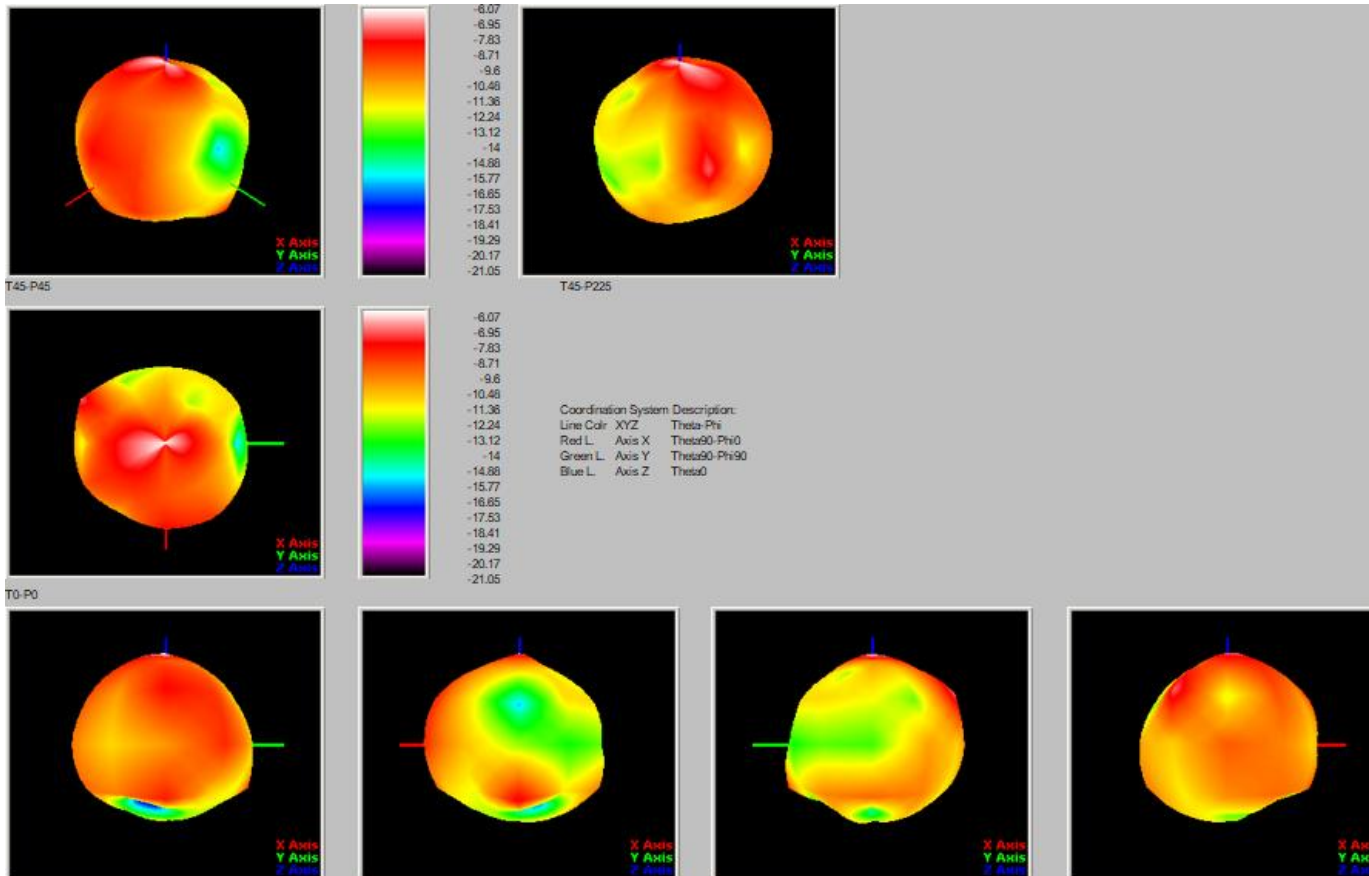 -6.07
-6.95
-7.83
-8.71
-9.6
-10.48
-11.36
-12.24
-13.12
-14
-14.88
-15.77
-16.65
-17.53
-18.41
-19.29
-20.17
-21.05
X Axis
Y Axis
Z Axis
X Axis
Y Axis
Z Axis
T45-P45
T45-P225
-6.07
-6.95
-7.83
-8.71
-9.6
-10.48
-11.36
-12.24
-13.12
-14
-14.88
-15.77
-16.65
-17.53
-18.41
-19.29
-20.17
-21.05
Coordination System Description:
Line Colr XYZ Theta-Phi
Red L. Axis X Theta90-Phi0
Green L. Axis Y Theta90-Phi90
Blue L. Axis Z Theta0
X Axis
Y Axis
Z Axis
T0-P0
X Axis
Y Axis
Z Axis
X Axis
Y Axis
Z Axis
X Axis
Y Axis
Z Axis
X Ax
Y Ax
Z Ax